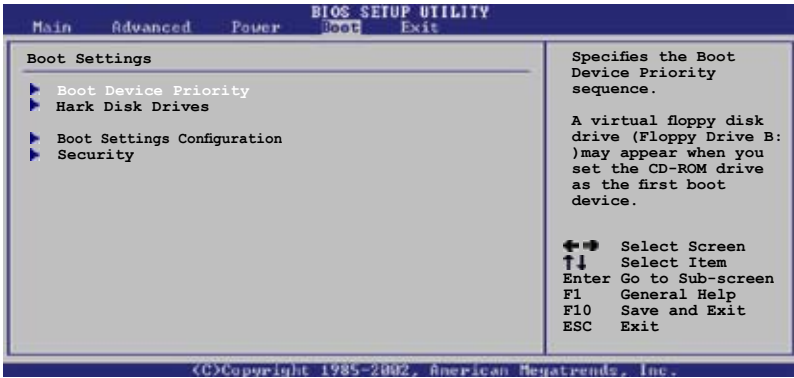 BIOS SETUP UTILITY
Main Advanced Power Boot Exit
Boot Settings
Boot Device Priority
Hark Disk Drives
Boot Settings Configuration
Security
Specifies the Boot
Device Priority
sequence.
A virtual floppy disk
drive (Floppy Drive B:
)may appear when you
set the CD-ROM drive
as the first boot
device.
Select Screen
↑↓ Select Item
Enter Go to Sub-screen
F1 General Help
F10 Save and Exit
ESC Exit
(C)Copyright 1985-2002, American Megatrends, Inc.